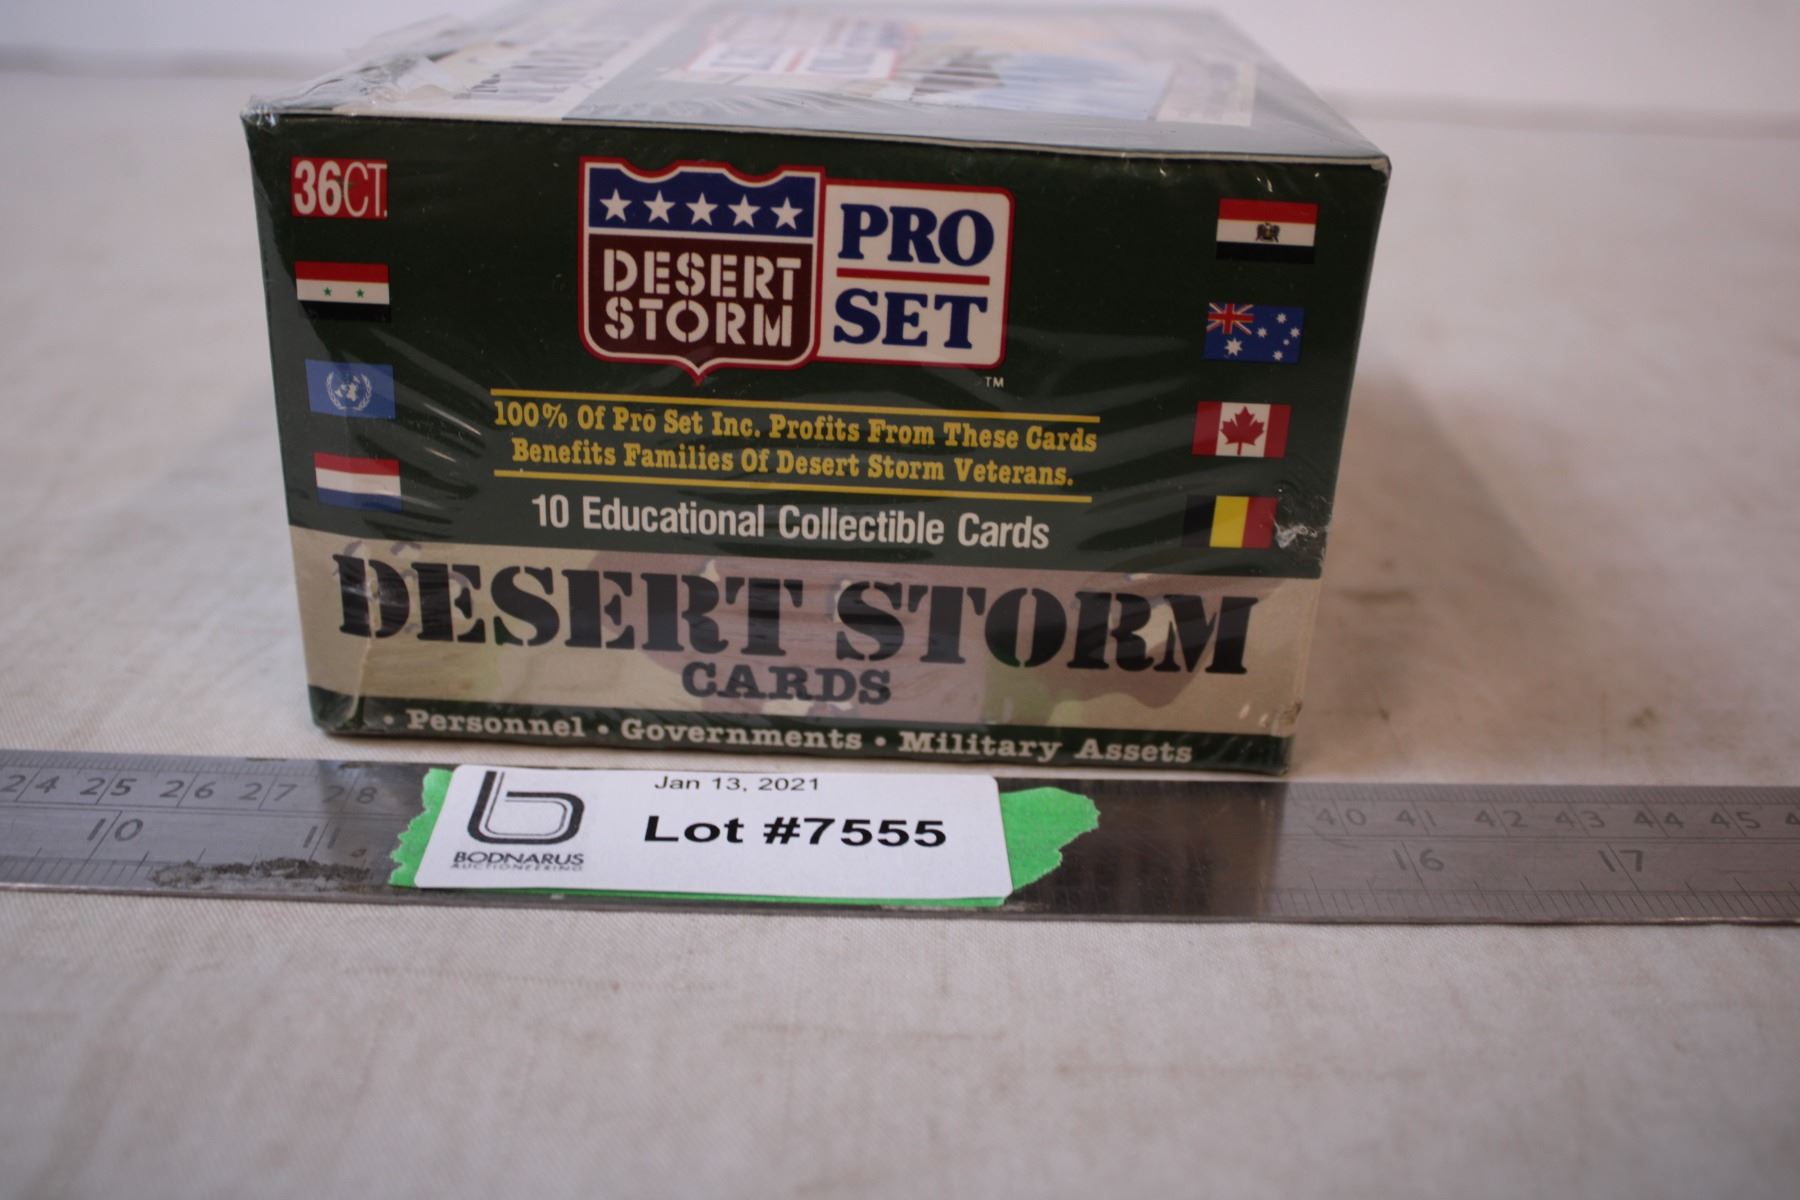 36CT.
DESERT
STORM
PRO
SET
TM
100% Of Pro Set Inc. Profits From These Cards
Benefits Families Of Desert Storm Veterans.
10 Educational Collectible Cards
DESERT STORM
CARDS
• Personnel • Governments • Military Assets
24 25 26 27 28 40 41 42 43 44 45
10 11 16 17
Jan 13, 2021
Lot #7555
BODNARUS
AUCTIONEERING